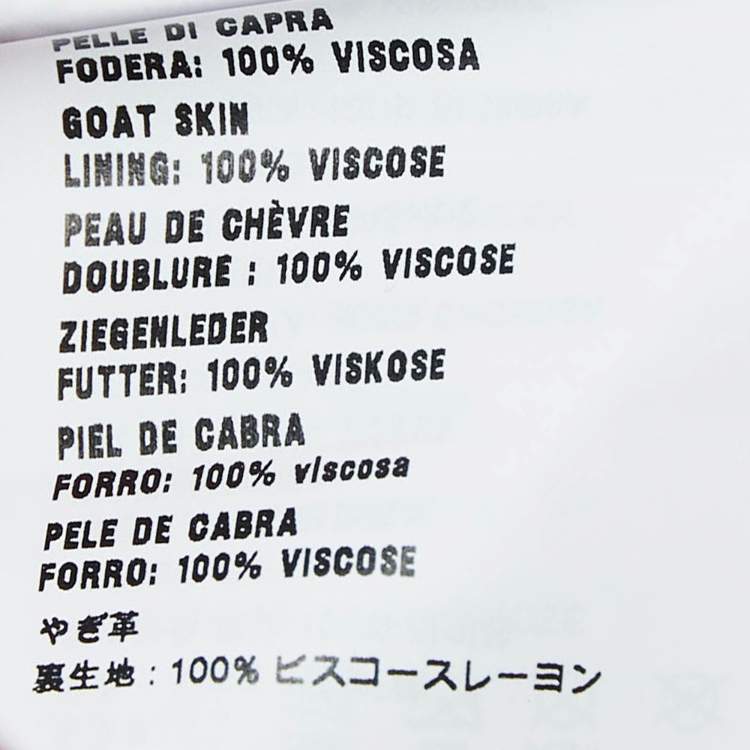 PELLE DI CAPRA
FODERA: 100% VISCOSA
GOAT SKIN
LINING: 100% VISCOSE
PEAU DE CHÈVRE
DOUBLURE : 100% VISCOSE
ZIEGENLEDER
FUTTER: 100% VISKOSE
PIEL DE CABRA
FORRO: 100% viscosa
PELE DE CABRA
FORRO: 100% VISCOSE
やぎ革
裏生地 : 100% ビスコースレーヨン